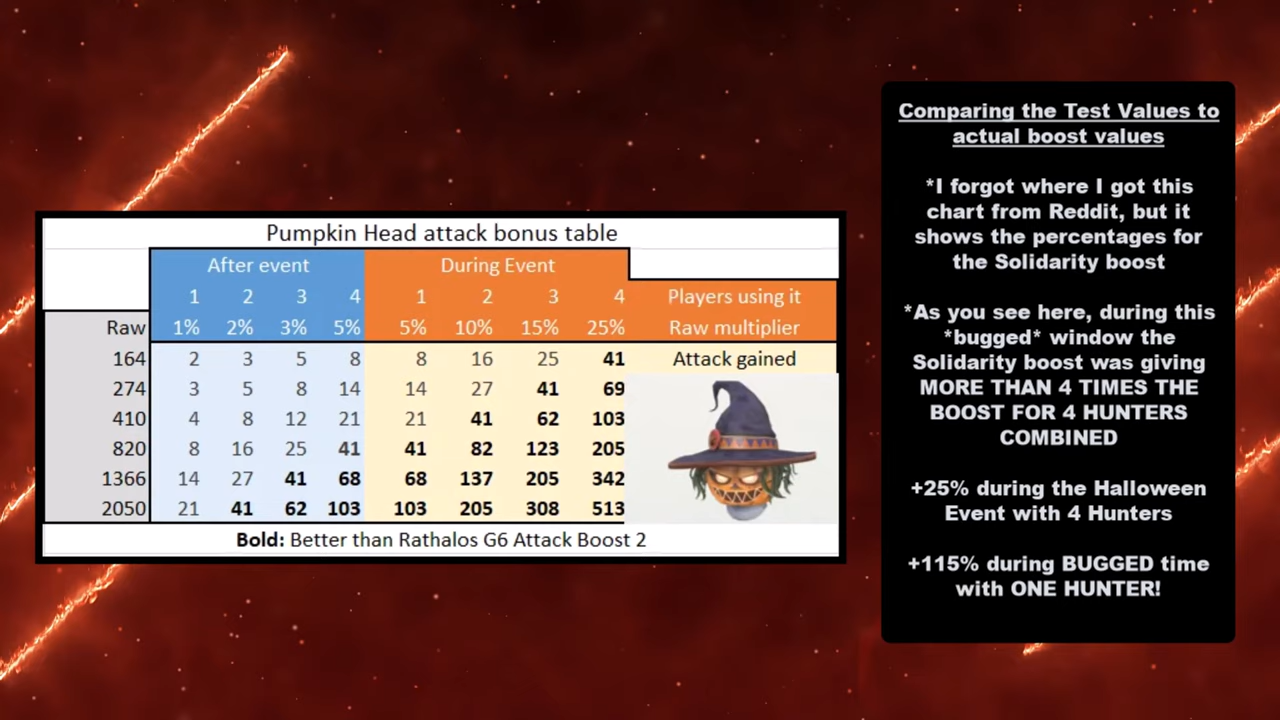 Pumpkin Head attack bonus table
After event During Event
1 2 3 4 1 2 3 4 Players using it
Raw 1% 2% 3% 5% 5% 10% 15% 25% Raw multiplier
164 2 3 5 8 8 16 25 41 Attack gained
274 3 5 8 14 14 27 41 69
410 4 8 12 21 21 41 62 103
820 8 16 25 41 41 82 123 205
1366 14 27 41 68 68 137 205 342
2050 21 41 62 103 103 205 308 513
Bold: Better than Rathalos G6 Attack Boost 2
Comparing the Test Values to
actual boost values
*I forgot where I got this
chart from Reddit, but it
shows the percentages for
the Solidarity boost
*As you see here, during this
*bugged* window the
Solidarity boost was giving
MORE THAN 4 TIMES THE
BOOST FOR 4 HUNTERS
COMBINED
+25% during the Halloween
Event with 4 Hunters
+115% during BUGGED time
with ONE HUNTER!